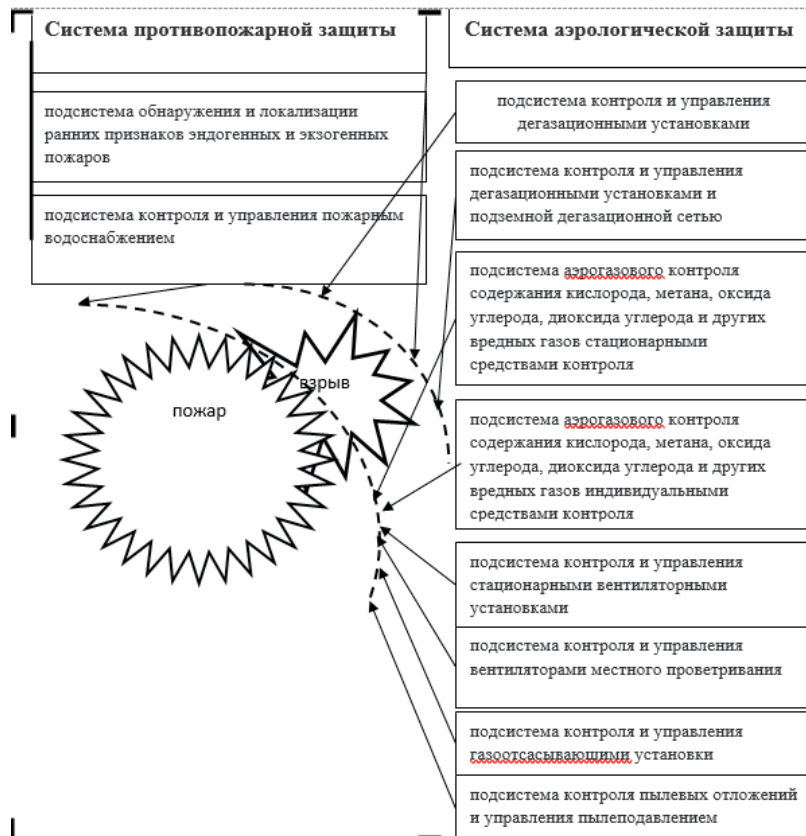 Система противопожарной защиты
подсистема обнаружения и локализации
ранних признаков эндогенных и экзогенных
пожаров
подсистема контроля и управления пожарным
водоснабжением
взрыв
пожар
Система аэрологической защиты
подсистема контроля и управления
дегазационными установками
подсистема контроля и управления
дегазационными установками и
подземной дегазационной сетью
подсистема аэрогазового контроля
содержания кислорода, метана, оксида
углерода, диоксида углерода и других
вредных газов стационарными
средствами контроля
подсистема аэрогазового контроля
содержания кислорода, метана, оксида
углерода, диоксида углерода и других
вредных газов индивидуальными
средствами контроля
подсистема контроля и управления
стационарными вентиляторными
установками
подсистема контроля и управления
вентиляторами местного проветривания
подсистема контроля и управления
газоотсасывающими установки
подсистема контроля пылевых отложений
и управления пылеподавлением